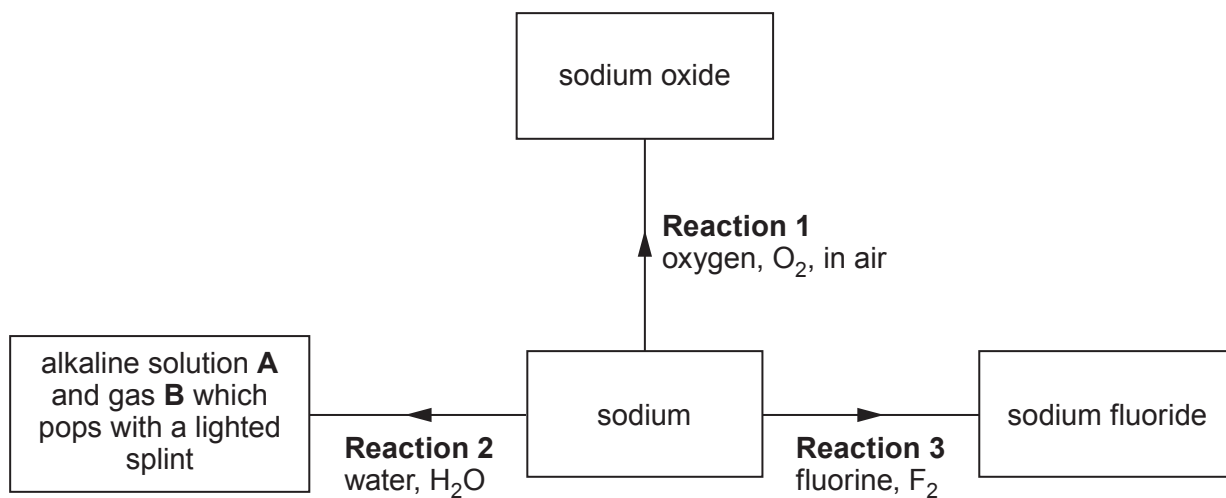 sodium oxide
Reaction 1
oxygen, O₂, in air
alkaline solution A
and gas B which
pops with a lighted
splint
Reaction 2
water, H₂O
sodium
Reaction 3
fluorine, F₂
sodium fluoride